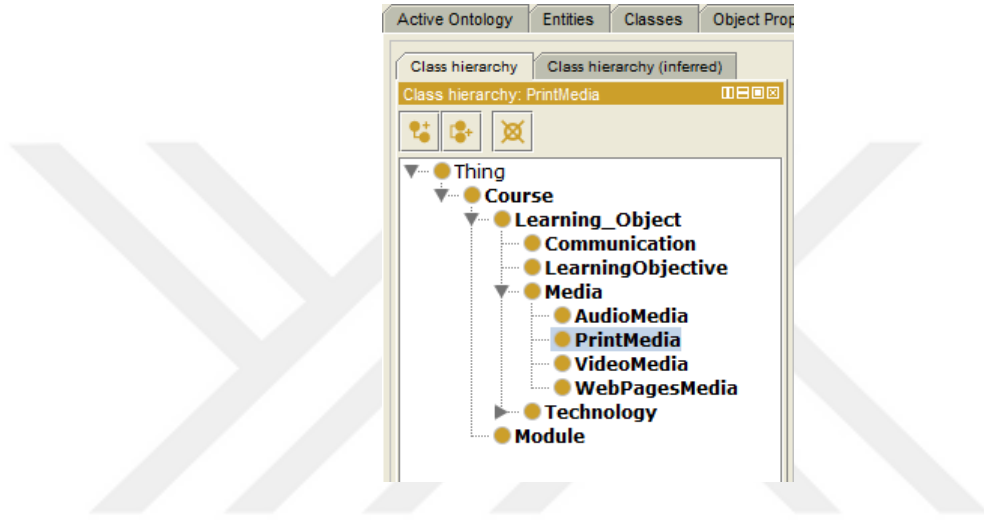 Active Ontology Entities Classes Object Prop
Class hierarchy Class hierarchy (inferred)
Class hierarchy: PrintMedia
Thing
Course
Learning_Object
Communication
LearningObjective
Media
AudioMedia
PrintMedia
VideoMedia
WebPagesMedia
Technology
Module